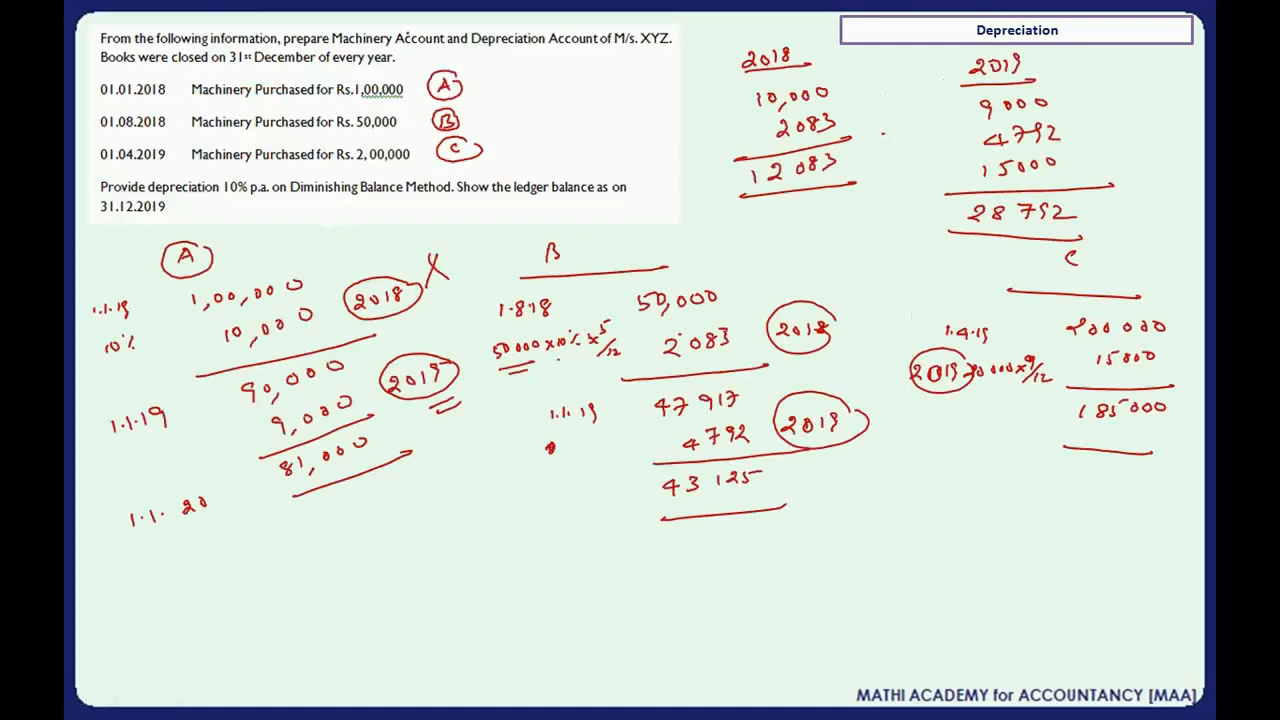 Depreciation
From the following information, prepare Machinery Account and Depreciation Account of M/s. XYZ.
Books were closed on 31st December of every year.
01.01.2018 Machinery Purchased for Rs.1,00,000 A
01.08.2018 Machinery Purchased for Rs. 50,000 B
01.04.2019 Machinery Purchased for Rs. 2, 00,000 C
Provide depreciation 10% p.a. on Diminishing Balance Method. Show the ledger balance as on
31.12.2019
2018
10,000
2083
12083
2019
9000
4792
15000
28792
A
1.1.19 1,00,000
10% 10,000 2018 X
90,000
1.1.19 9,000 2019
81,000
1.1.20
B
1.8.18 50,000
50000x10%x5/12 2083 2018
1.1.19 47917
4792 2019
43125
C
1.4.19 200000
2019 20000x9/12 15000
185000
MATHI ACADEMY for ACCOUNTANCY [MAA]